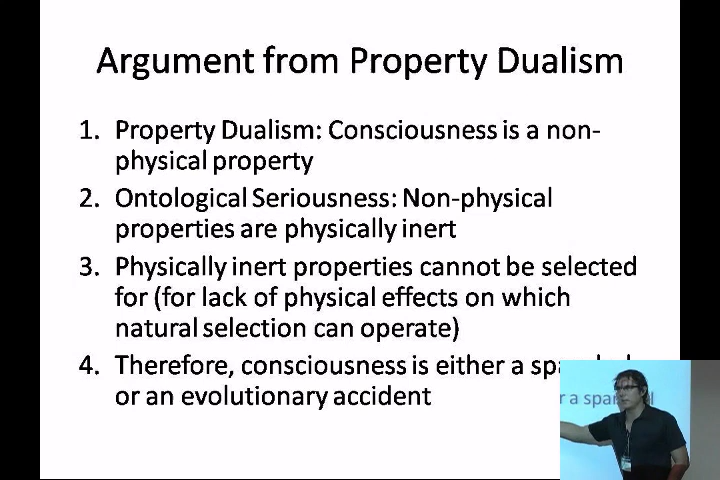 Argument from Property Dualism
1. Property Dualism: Consciousness is a non-
physical property
2. Ontological Seriousness: Non-physical
properties are physically inert
3. Physically inert properties cannot be selected
for (for lack of physical effects on which
natural selection can operate)
4. Therefore, consciousness is either a
or an evolutionary accident
r a